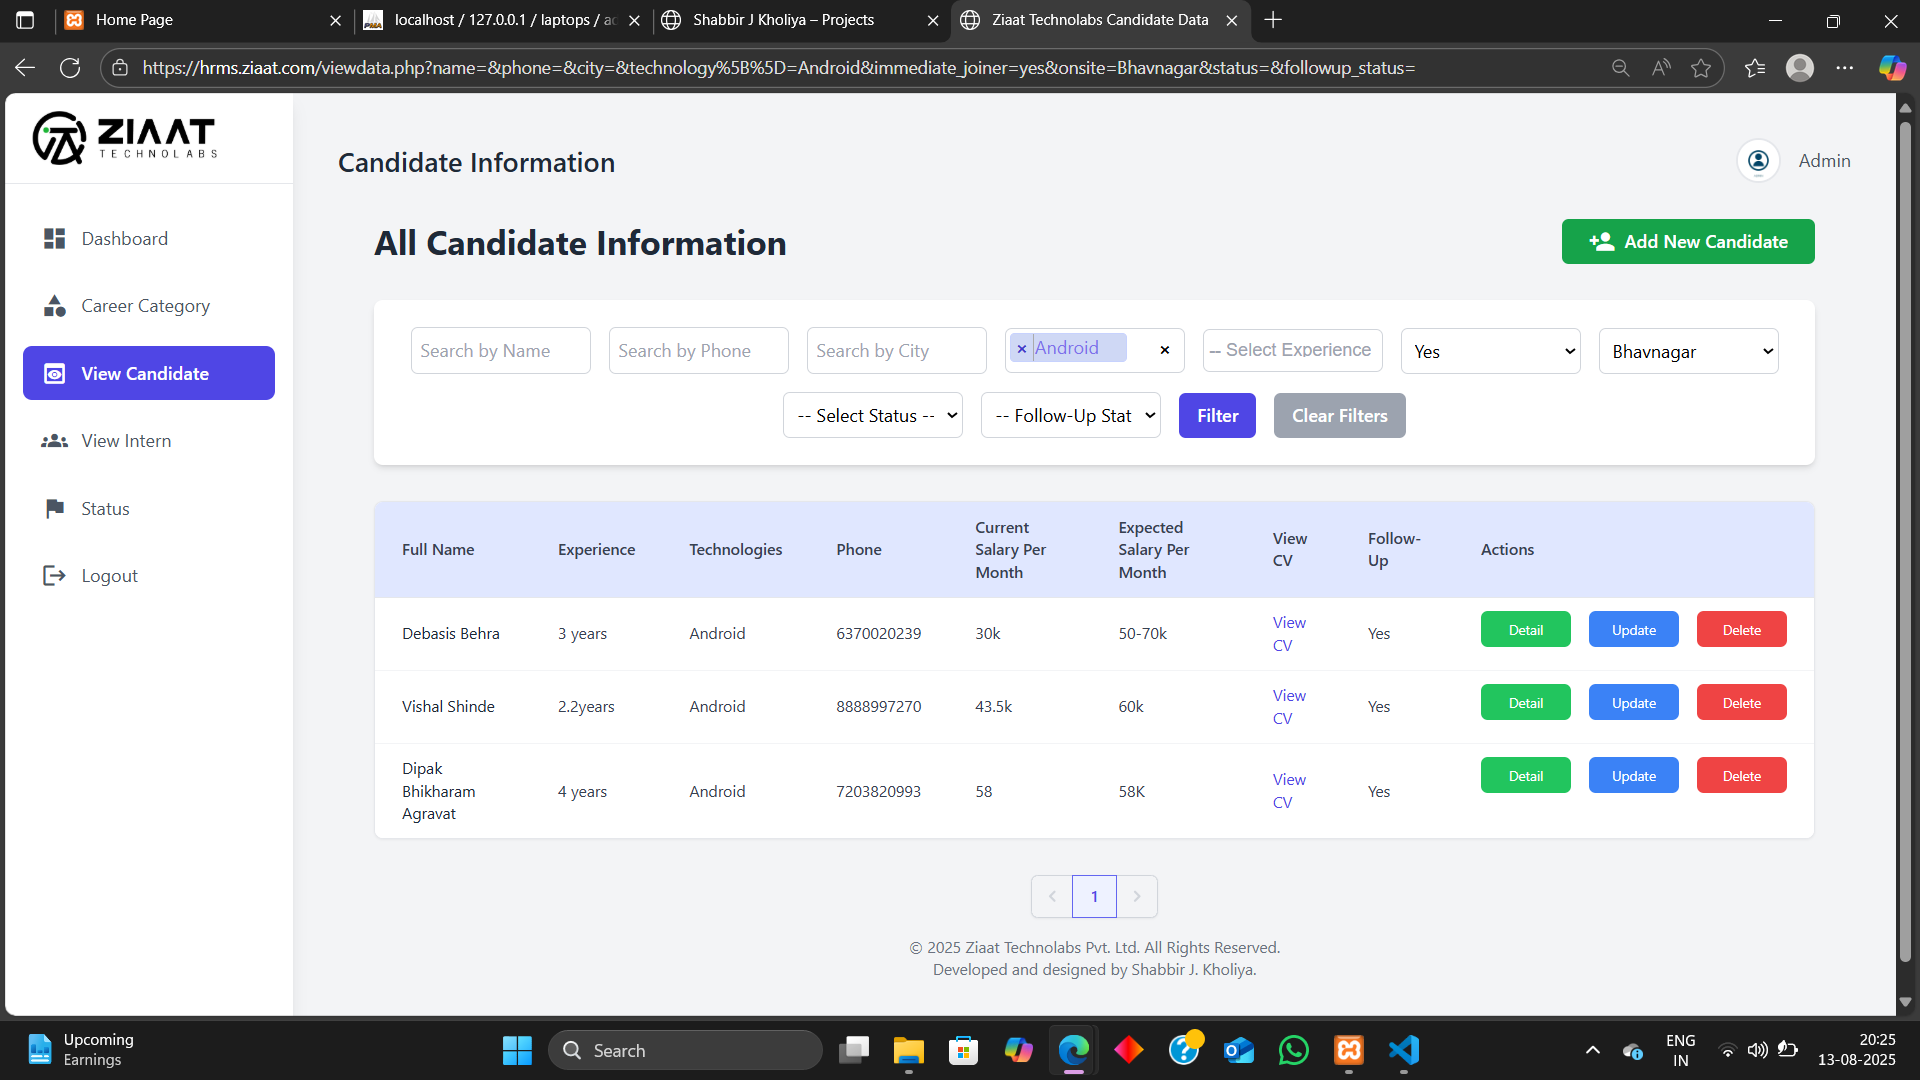 Home Page
localhost / 127.0.0.1 / laptops / ad
Shabbir J Kholiya – Projects
Ziaat Technolabs Candidate Data
https://hrms.ziaat.com/viewdata.php?name=&phone=&city=&technology%5B%5D=Android&immediate_joiner=yes&onsite=Bhavnagar&status=&followup_status=
ZIAAT
TECHNOLABS
Candidate Information
Admin
Dashboard
Career Category
View Candidate
View Intern
Status
Logout
All Candidate Information
Add New Candidate
Search by Name
Search by Phone
Search by City
× Android ×
-- Select Experience
Yes
Bhavnagar
-- Select Status --
-- Follow-Up Stat
Filter
Clear Filters
Full Name
Experience
Technologies
Phone
Current
Salary Per
Month
Expected
Salary Per
Month
View
CV
Follow-
Up
Actions
Debasis Behra
3 years
Android
6370020239
30k
50-70k
View
CV
Yes
Detail
Update
Delete
Vishal Shinde
2.2years
Android
8888997270
43.5k
60k
View
CV
Yes
Detail
Update
Delete
Dipak
Bhikharam
Agravat
4 years
Android
7203820993
58
58K
View
CV
Yes
Detail
Update
Delete
1
© 2025 Ziaat Technolabs Pvt. Ltd. All Rights Reserved.
Developed and designed by Shabbir J. Kholiya.
Upcoming
Earnings
Search
ENG
IN
20:25
13-08-2025